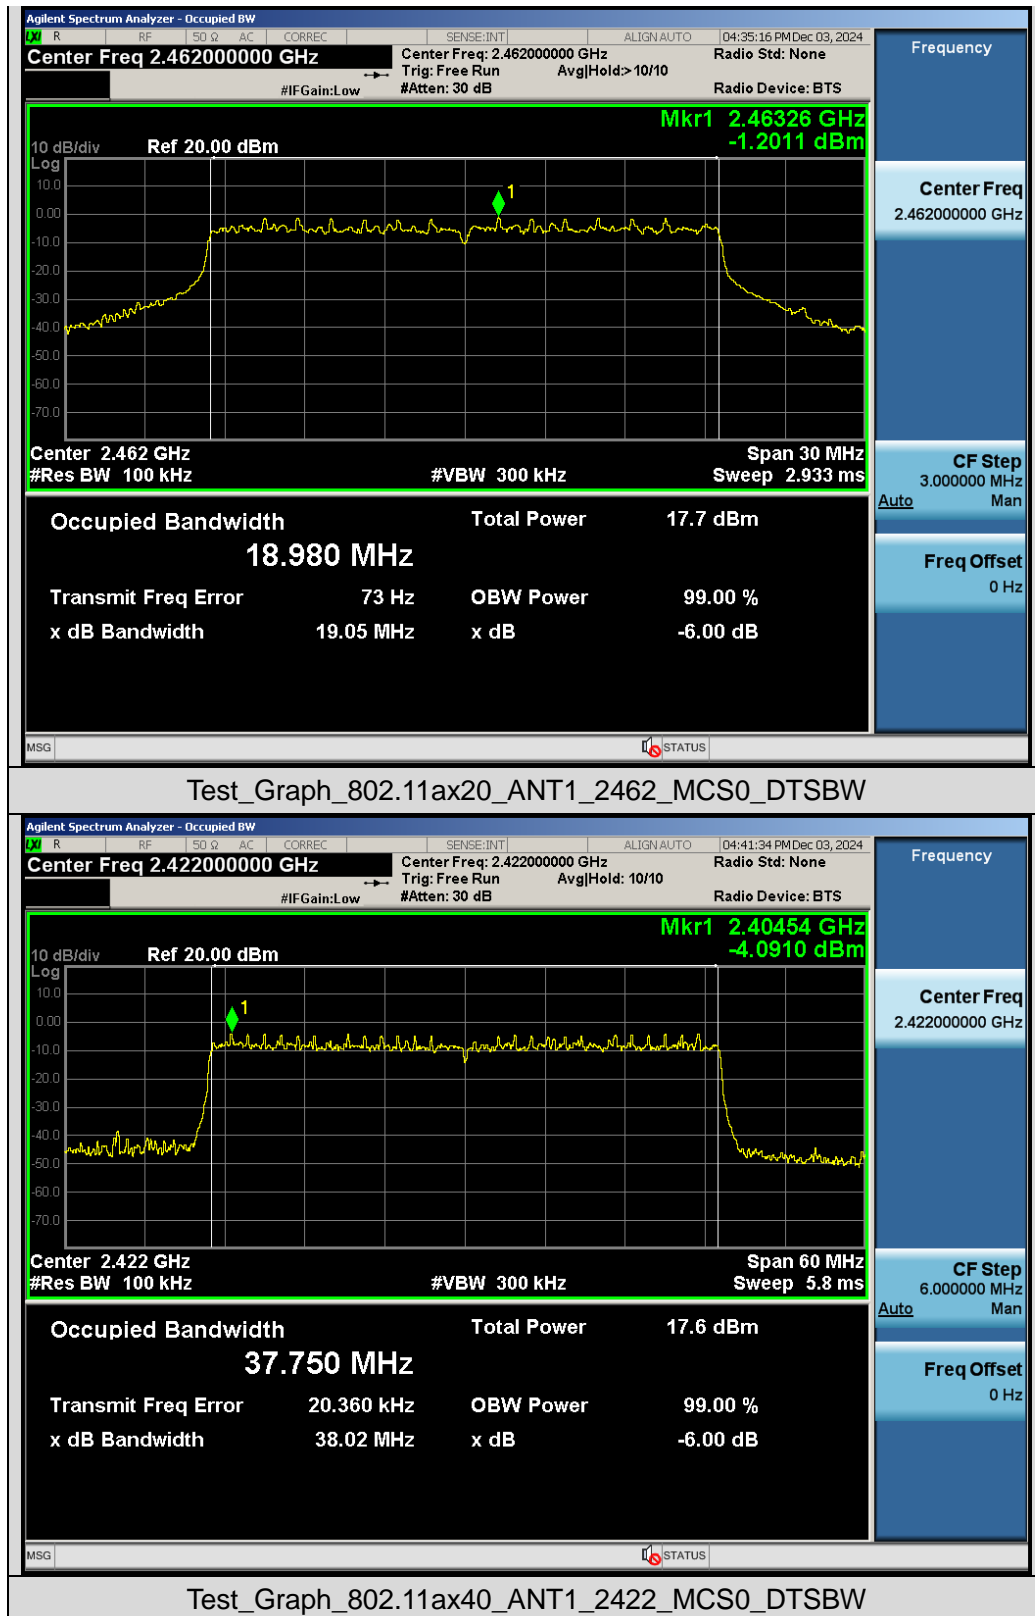 Agilent Spectrum Analyzer - Occupied BW
LXI R RF 50 Ω AC CORREC SENSE:INT ALIGN AUTO 04:35:16 PM Dec 03, 2024
Center Freq 2.462000000 GHz
Center Freq: 2.462000000 GHz Radio Std: None
Trig: Free Run Avg|Hold:>10/10
#IFGain:Low #Atten: 30 dB Radio Device: BTS
Frequency
Mkr1 2.46326 GHz
-1.2011 dBm
10 dB/div Ref 20.00 dBm
Log
10.0
0.00
-10.0
-20.0
-30.0
-40.0
-50.0
-60.0
-70.0
1
Center 2.462 GHz Span 30 MHz
#Res BW 100 kHz #VBW 300 kHz Sweep 2.933 ms
Center Freq
2.462000000 GHz
CF Step
3.000000 MHz
Auto Man
Freq Offset
0 Hz
Occupied Bandwidth Total Power 17.7 dBm
18.980 MHz
Transmit Freq Error 73 Hz OBW Power 99.00 %
x dB Bandwidth 19.05 MHz x dB -6.00 dB
MSG STATUS
Test_Graph_802.11ax20_ANT1_2462_MCS0_DTSBW
Agilent Spectrum Analyzer - Occupied BW
LXI R RF 50 Ω AC CORREC SENSE:INT ALIGN AUTO 04:41:34 PM Dec 03, 2024
Center Freq 2.422000000 GHz
Center Freq: 2.422000000 GHz Radio Std: None
Trig: Free Run Avg|Hold: 10/10
#IFGain:Low #Atten: 30 dB Radio Device: BTS
Frequency
Mkr1 2.40454 GHz
-4.0910 dBm
10 dB/div Ref 20.00 dBm
Log
10.0
0.00
-10.0
-20.0
-30.0
-40.0
-50.0
-60.0
-70.0
1
Center 2.422 GHz Span 60 MHz
#Res BW 100 kHz #VBW 300 kHz Sweep 5.8 ms
Center Freq
2.422000000 GHz
CF Step
6.000000 MHz
Auto Man
Freq Offset
0 Hz
Occupied Bandwidth Total Power 17.6 dBm
37.750 MHz
Transmit Freq Error 20.360 kHz OBW Power 99.00 %
x dB Bandwidth 38.02 MHz x dB -6.00 dB
MSG STATUS
Test_Graph_802.11ax40_ANT1_2422_MCS0_DTSBW